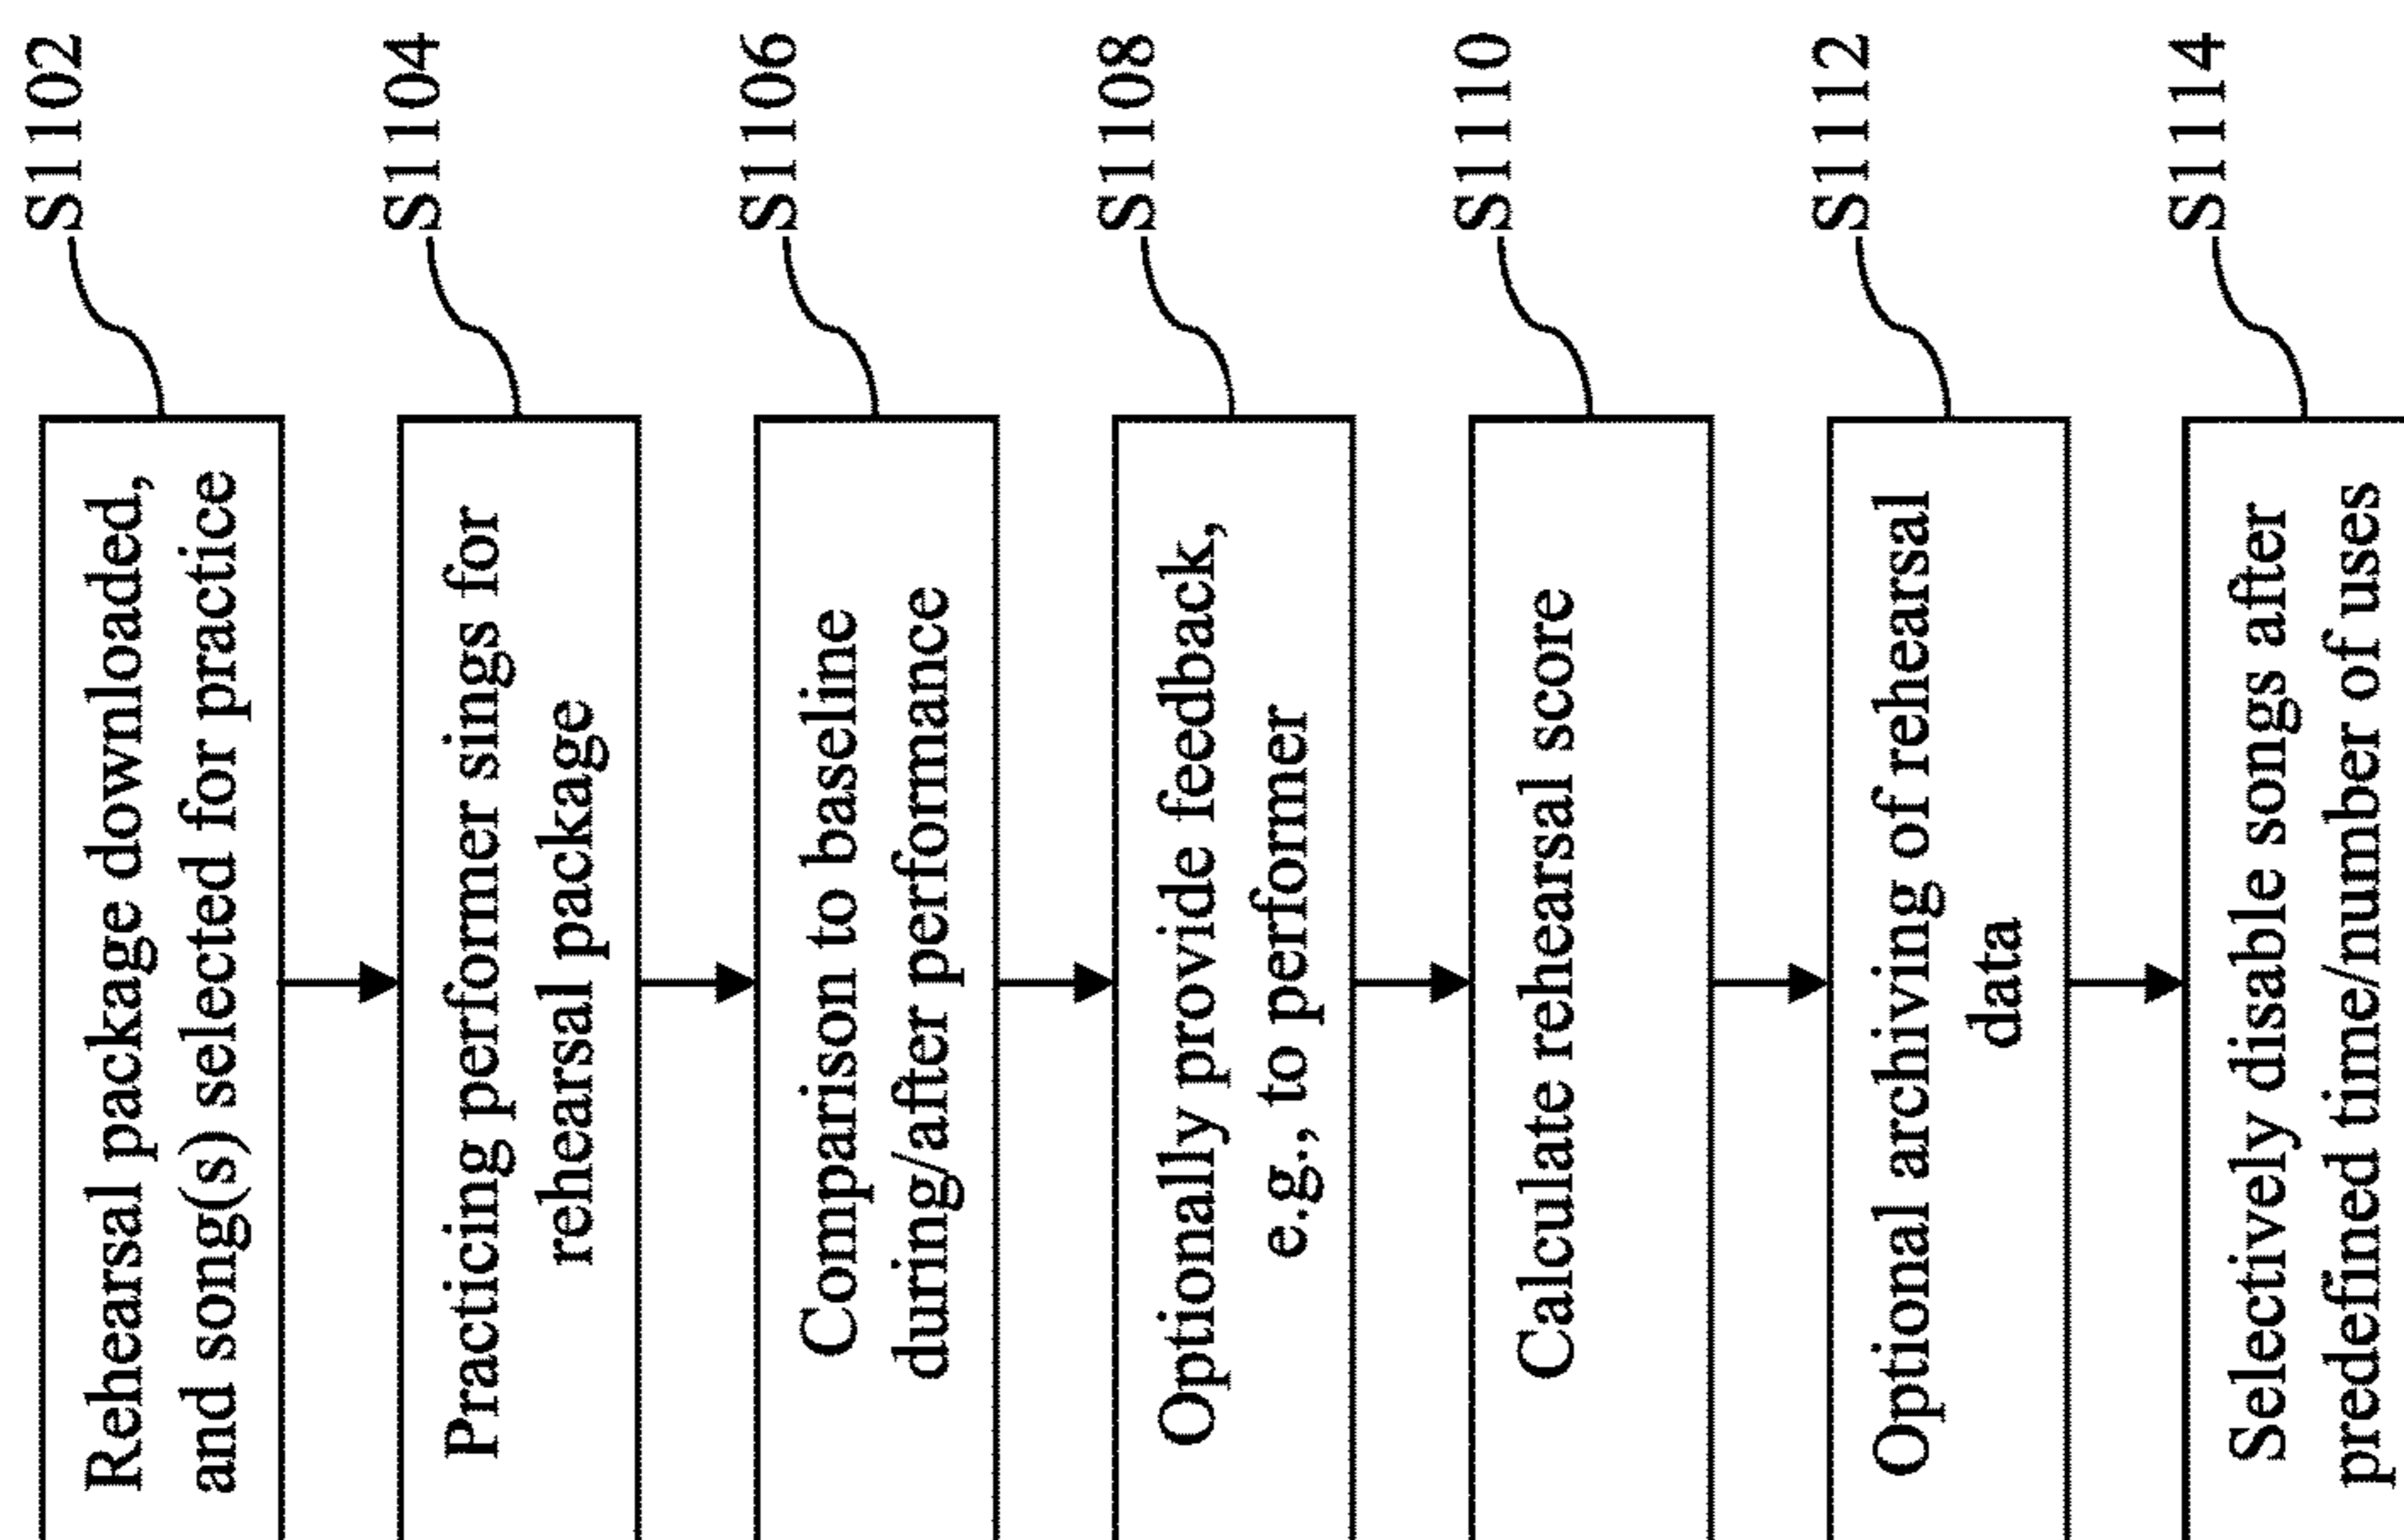 Rehearsal package downloaded,
and song(s) selected for practice
S1102
Practicing performer sings for
rehearsal package
S1104
Comparison to baseline
during/after performance
S1106
Optionally provide feedback,
e.g., to performer
S1108
Calculate rehearsal score
S1110
Optional archiving of rehearsal
data
S1112
Selectively disable songs after
predefined time/number of uses
S1114